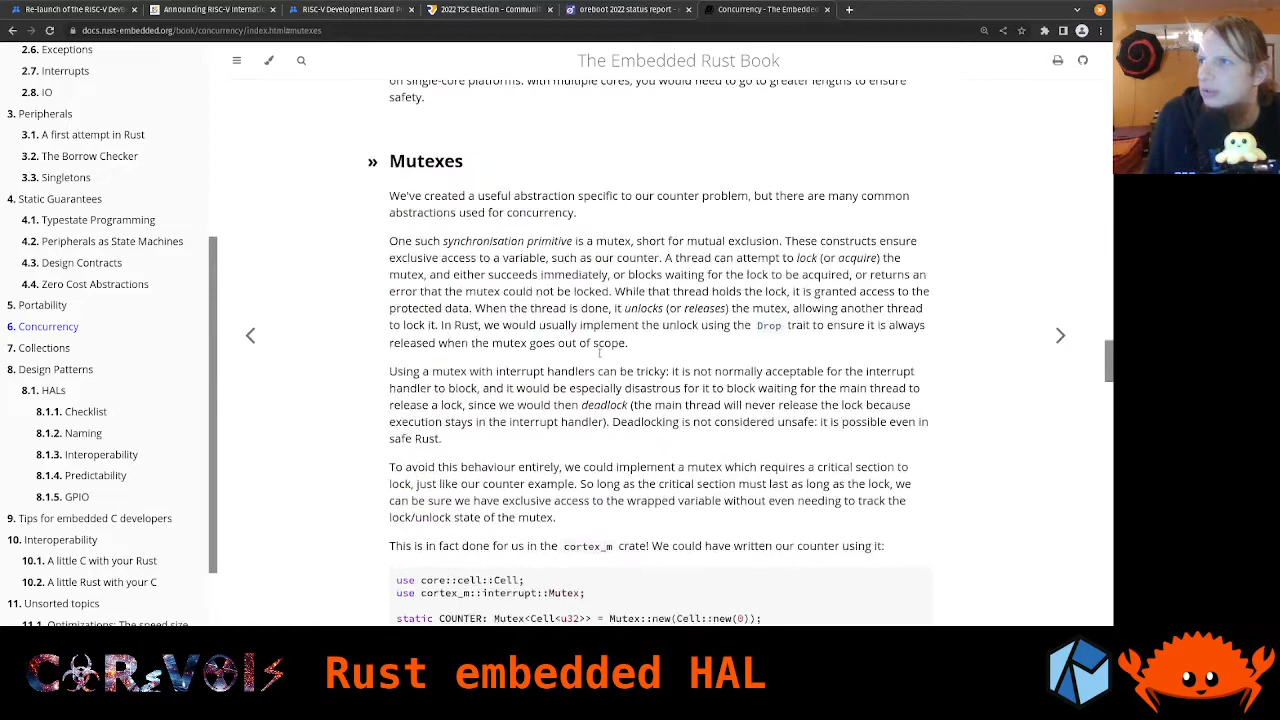 Re-launch of the RISC-V Deve
Announcing RISC-V Internatio
RISC-V Development Board P
2022 TSC Election - Communit
oreboot 2022 status report -
Concurrency - The Embedded
docs.rust-embedded.org/book/concurrency/index.html#mutexes
2.6. Exceptions
2.7. Interrupts
2.8. IO
3. Peripherals
3.1. A first attempt in Rust
3.2. The Borrow Checker
3.3. Singletons
4. Static Guarantees
4.1. Typestate Programming
4.2. Peripherals as State Machines
4.3. Design Contracts
4.4. Zero Cost Abstractions
5. Portability
6. Concurrency
7. Collections
8. Design Patterns
8.1. HALs
8.1.1. Checklist
8.1.2. Naming
8.1.3. Interoperability
8.1.4. Predictability
8.1.5. GPIO
9. Tips for embedded C developers
10. Interoperability
10.1. A little C with your Rust
10.2. A little Rust with your C
11. Unsorted topics
11.1. Optimizations: The speed size
The Embedded Rust Book
on single-core platforms. With multiple cores, you would need to go to greater lengths to ensure
safety.
» Mutexes
We've created a useful abstraction specific to our counter problem, but there are many common
abstractions used for concurrency.
One such synchronisation primitive is a mutex, short for mutual exclusion. These constructs ensure
exclusive access to a variable, such as our counter. A thread can attempt to lock (or acquire) the
mutex, and either succeeds immediately, or blocks waiting for the lock to be acquired, or returns an
error that the mutex could not be locked. While that thread holds the lock, it is granted access to the
protected data. When the thread is done, it unlocks (or releases) the mutex, allowing another thread
to lock it. In Rust, we would usually implement the unlock using the Drop trait to ensure it is always
released when the mutex goes out of scope.
Using a mutex with interrupt handlers can be tricky: it is not normally acceptable for the interrupt
handler to block, and it would be especially disastrous for it to block waiting for the main thread to
release a lock, since we would then deadlock (the main thread will never release the lock because
execution stays in the interrupt handler). Deadlocking is not considered unsafe: it is possible even in
safe Rust.
To avoid this behaviour entirely, we could implement a mutex which requires a critical section to
lock, just like our counter example. So long as the critical section must last as long as the lock, we
can be sure we have exclusive access to the wrapped variable without even needing to track the
lock/unlock state of the mutex.
This is in fact done for us in the cortex_m crate! We could have written our counter using it:
use core::cell::Cell;
use cortex_m::interrupt::Mutex;
static COUNTER: Mutex<Cell<u32>> = Mutex::new(Cell::new(0));
Rust embedded HAL